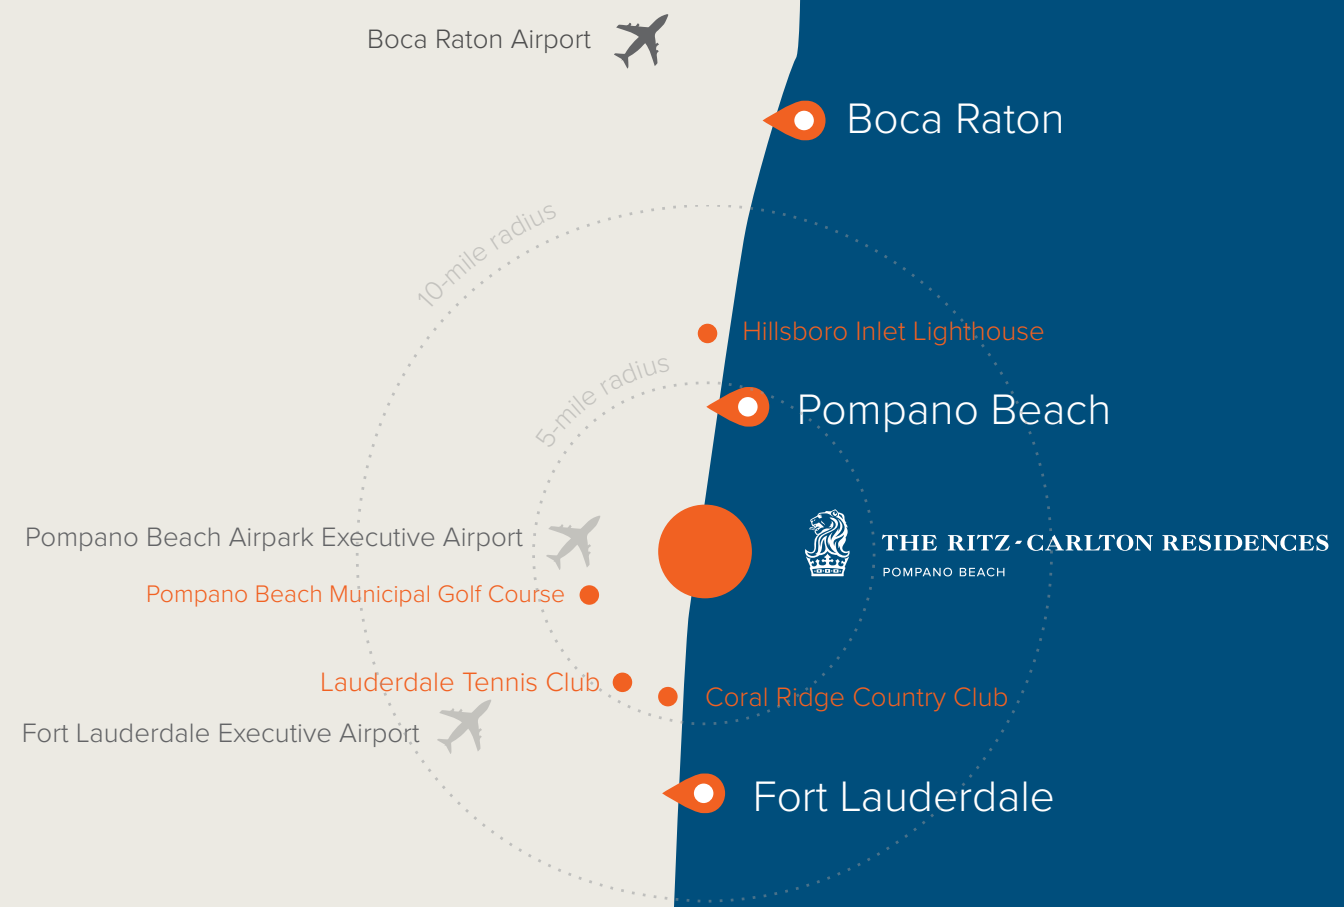 Boca Raton Airport
Boca Raton
10-mile radius
Hillsboro Inlet Lighthouse
5-mile radius
Pompano Beach
Pompano Beach Airpark Executive Airport
THE RITZ-CARLTON RESIDENCES
POMPANO BEACH
Pompano Beach Municipal Golf Course
Lauderdale Tennis Club
Coral Ridge Country Club
Fort Lauderdale Executive Airport
Fort Lauderdale